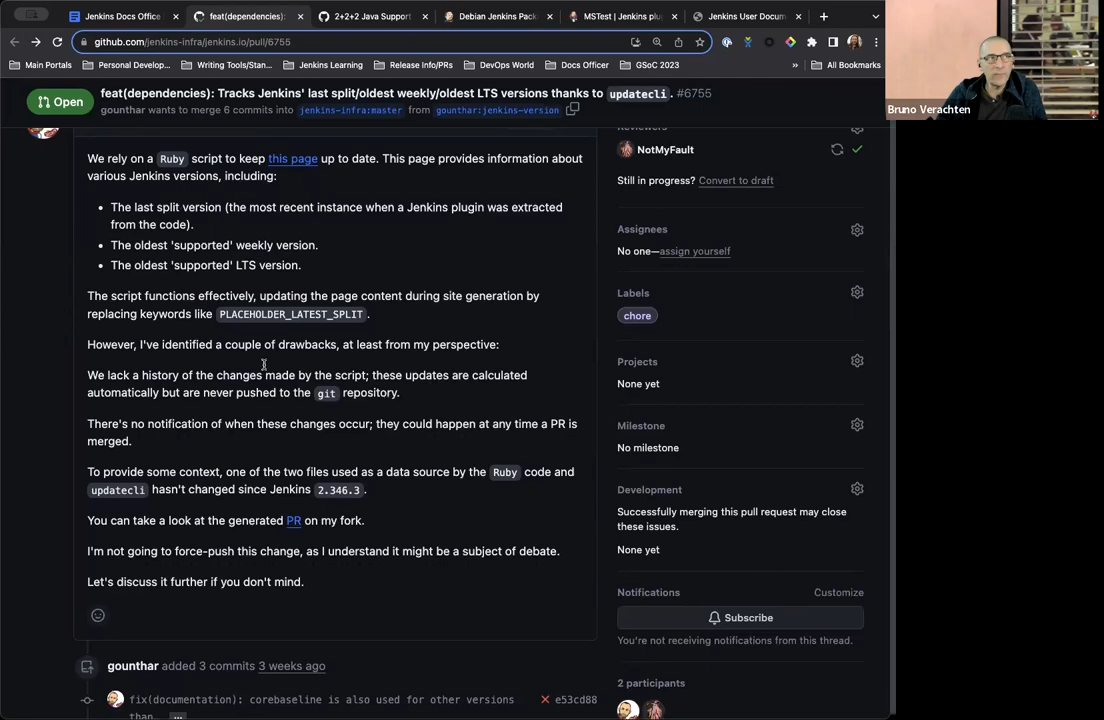 Jenkins Docs Office
feat(dependencies):
2+2+2 Java Support
Debian Jenkins Pack
MSTest | Jenkins plu
Jenkins User Docum
github.com/jenkins-infra/jenkins.io/pull/6755
Main Portals
Personal Develop...
Writing Tools/Stan...
Jenkins Learning
Release Info/PRs
DevOps World
Docs Officer
GSoC 2023
»
All Bookmarks
Open
feat(dependencies): Tracks Jenkins' last split/oldest weekly/oldest LTS versions thanks to updatecli. #6755
gounthar wants to merge 6 commits into jenkins-infra:master from gounthar:jenkins-version
We rely on a Ruby script to keep this page up to date. This page provides information about
various Jenkins versions, including:
• The last split version (the most recent instance when a Jenkins plugin was extracted
from the code).
• The oldest 'supported' weekly version.
• The oldest 'supported' LTS version.
The script functions effectively, updating the page content during site generation by
replacing keywords like PLACEHOLDER_LATEST_SPLIT.
However, I've identified a couple of drawbacks, at least from my perspective:
We lack a history of the changes made by the script; these updates are calculated
automatically but are never pushed to the git repository.
There's no notification of when these changes occur; they could happen at any time a PR is
merged.
To provide some context, one of the two files used as a data source by the Ruby code and
updatecli hasn't changed since Jenkins 2.346.3.
You can take a look at the generated PR on my fork.
I'm not going to force-push this change, as I understand it might be a subject of debate.
Let's discuss it further if you don't mind.
gounthar added 3 commits 3 weeks ago
fix(documentation): corebaseline is also used for other versions
than… ...
e53cd88
Reviewers
NotMyFault
Still in progress? Convert to draft
Assignees
No one—assign yourself
Labels
chore
Projects
None yet
Milestone
No milestone
Development
Successfully merging this pull request may close
these issues.
None yet
Notifications
Customize
Subscribe
You're not receiving notifications from this thread.
2 participants
Bruno Verachten